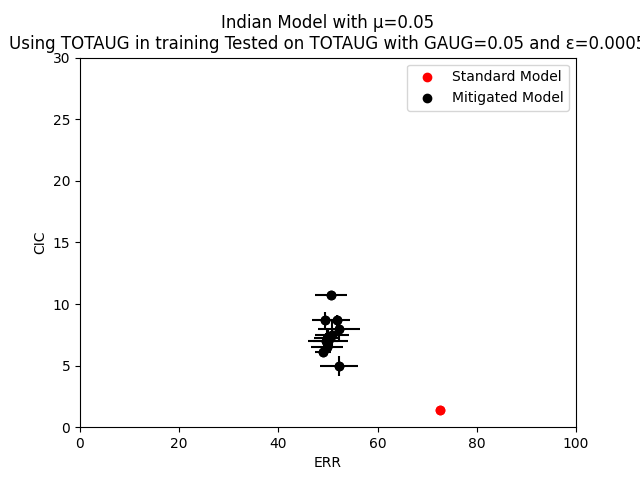 Indian Model with μ=0.05
Using TOTAUG in training Tested on TOTAUG with GAUG=0.05 and ε=0.0005
Standard Model
Mitigated Model
30
25
20
15
10
5
0
CIC
0 20 40 60 80 100
ERR